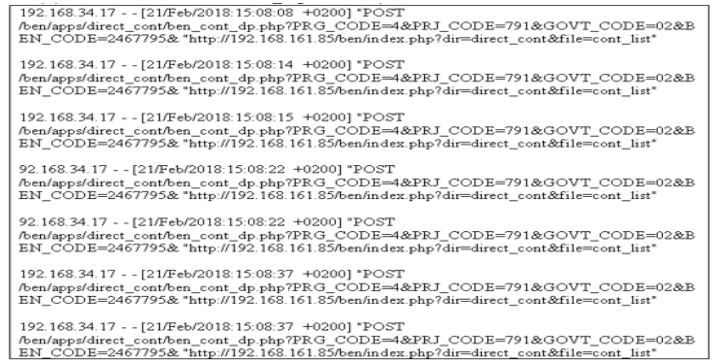 192.168.34.17 - - [21/Feb/2018:15:08:08 +0200] "POST
/ben/apps/direct_cont/ben_cont_dp.php?PRG_CODE=4&PRJ_CODE=791&GOVT_CODE=02&B
EN_CODE=2467795& "http://192.168.161.85/ben/index.php?dir=direct_cont&file=cont_list"
192.168.34.17 - - [21/Feb/2018:15:08:14 +0200] "POST
/ben/apps/direct_cont/ben_cont_dp.php?PRG_CODE=4&PRJ_CODE=791&GOVT_CODE=02&B
EN_CODE=2467795& "http://192.168.161.85/ben/index.php?dir=direct_cont&file=cont_list"
192.168.34.17 - - [21/Feb/2018:15:08:15 +0200] "POST
/ben/apps/direct_cont/ben_cont_dp.php?PRG_CODE=4&PRJ_CODE=791&GOVT_CODE=02&B
EN_CODE=2467795& "http://192.168.161.85/ben/index.php?dir=direct_cont&file=cont_list"
92.168.34.17 - - [21/Feb/2018:15:08:22 +0200] "POST
/ben/apps/direct_cont/ben_cont_dp.php?PRG_CODE=4&PRJ_CODE=791&GOVT_CODE=02&B
EN_CODE=2467795& "http://192.168.161.85/ben/index.php?dir=direct_cont&file=cont_list"
92.168.34.17 - - [21/Feb/2018:15:08:22 +0200] "POST
/ben/apps/direct_cont/ben_cont_dp.php?PRG_CODE=4&PRJ_CODE=791&GOVT_CODE=02&B
EN_CODE=2467795& "http://192.168.161.85/ben/index.php?dir=direct_cont&file=cont_list"
192.168.34.17 - - [21/Feb/2018:15:08:37 +0200] "POST
/ben/apps/direct_cont/ben_cont_dp.php?PRG_CODE=4&PRJ_CODE=791&GOVT_CODE=02&B
EN_CODE=2467795& "http://192.168.161.85/ben/index.php?dir=direct_cont&file=cont_list"
192.168.34.17 - - [21/Feb/2018:15:08:37 +0200] "POST
/ben/apps/direct_cont/ben_cont_dp.php?PRG_CODE=4&PRJ_CODE=791&GOVT_CODE=02&B
EN_CODE=2467795& "http://192.168.161.85/ben/index.php?dir=direct_cont&file=cont_list"